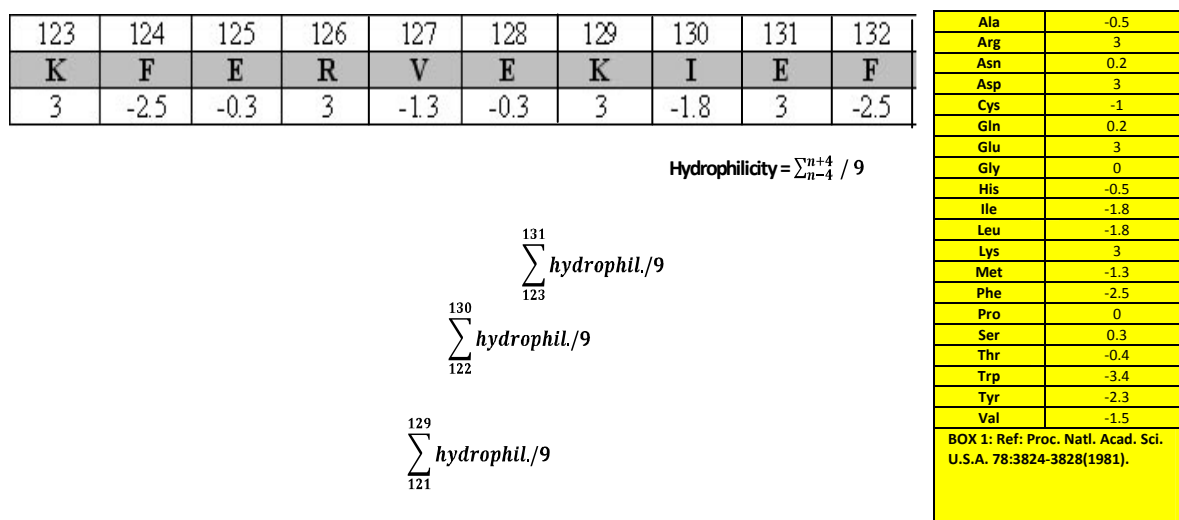 123 124 125 126 127 128 129 130 131 132
K F E R V E K I E F
3 -2.5 -0.3 3 -1.3 -0.3 3 -1.8 3 -2.5
Hydrophilicity = ∑ n+4 n−4 / 9
131
∑ hydrophil./9
123
130
∑ hydrophil./9
122
129
∑ hydrophil./9
121
Ala -0.5
Arg 3
Asn 0.2
Asp 3
Cys -1
Gln 0.2
Glu 3
Gly 0
His -0.5
Ile -1.8
Leu -1.8
Lys 3
Met -1.3
Phe -2.5
Pro 0
Ser 0.3
Thr -0.4
Trp -3.4
Tyr -2.3
Val -1.5
BOX 1: Ref: Proc. Natl. Acad. Sci.
U.S.A. 78:3824-3828(1981).